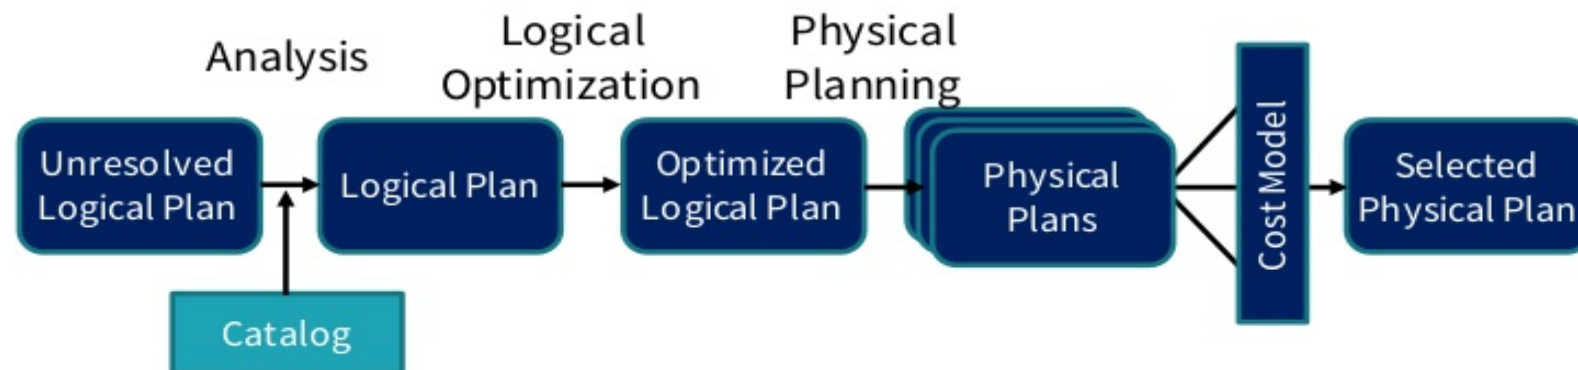 Analysis
Logical
Optimization
Physical
Planning
Unresolved
Logical Plan
Logical Plan
Optimized
Logical Plan
Physical
Plans
Cost Model
Selected
Physical Plan
Catalog